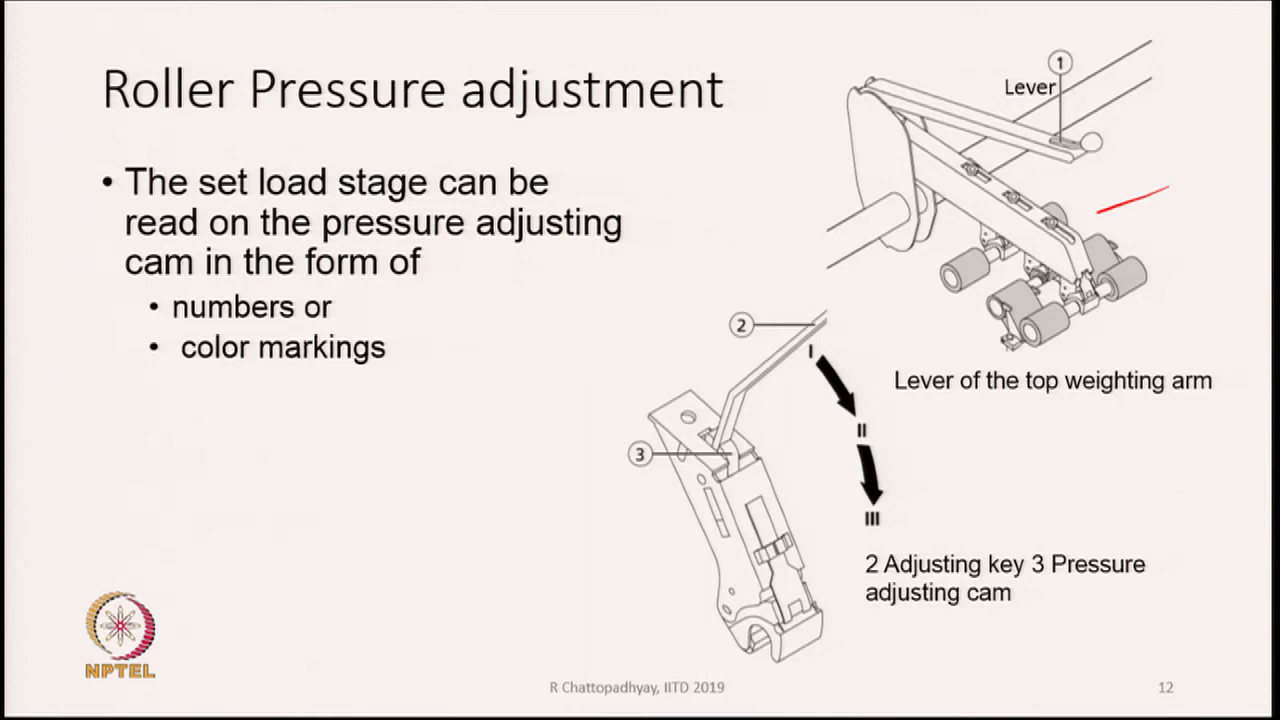 Roller Pressure adjustment
• The set load stage can be
read on the pressure adjusting
cam in the form of
• numbers or
• color markings
1
Lever
Lever of the top weighting arm
2
I
II
III
3
2 Adjusting key 3 Pressure
adjusting cam
NPTEL
R Chattopadhyay, IITD 2019
12